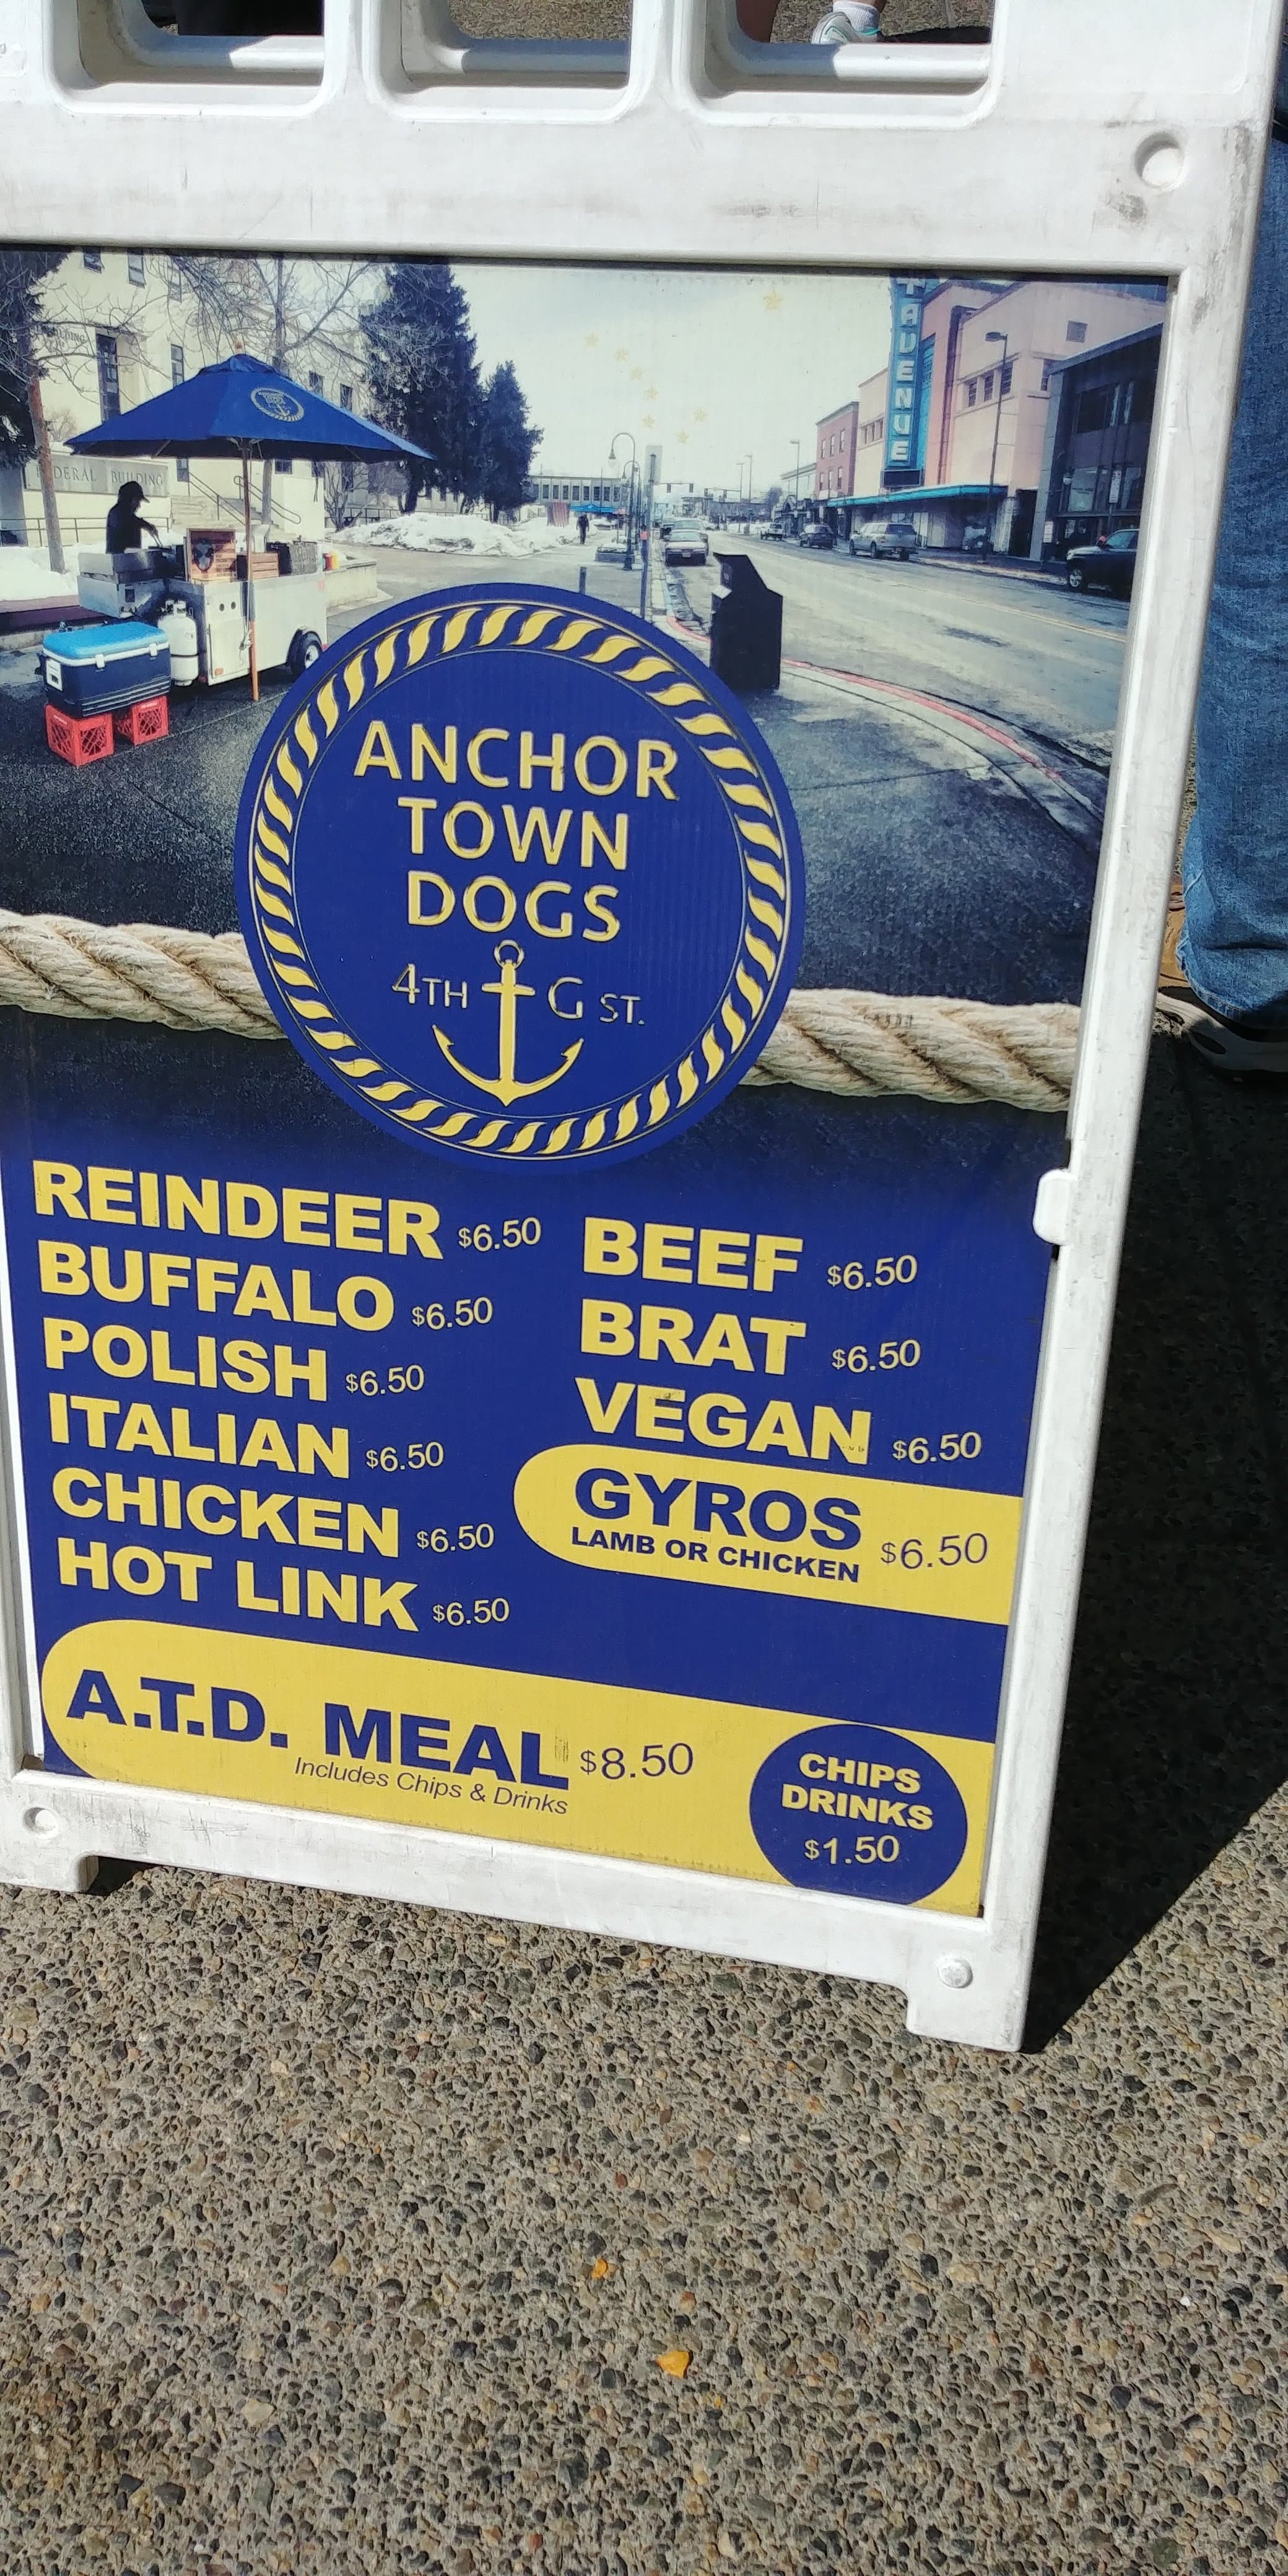 FEDERAL BUILDING
AVENUE
ANCHOR
TOWN
DOGS
4TH G ST.
REINDEER $6.50
BUFFALO $6.50
POLISH $6.50
ITALIAN $6.50
CHICKEN $6.50
HOT LINK $6.50
BEEF $6.50
BRAT $6.50
VEGAN $6.50
GYROS
LAMB OR CHICKEN $6.50
A.T.D. MEAL $8.50
Includes Chips & Drinks
CHIPS
DRINKS
$1.50